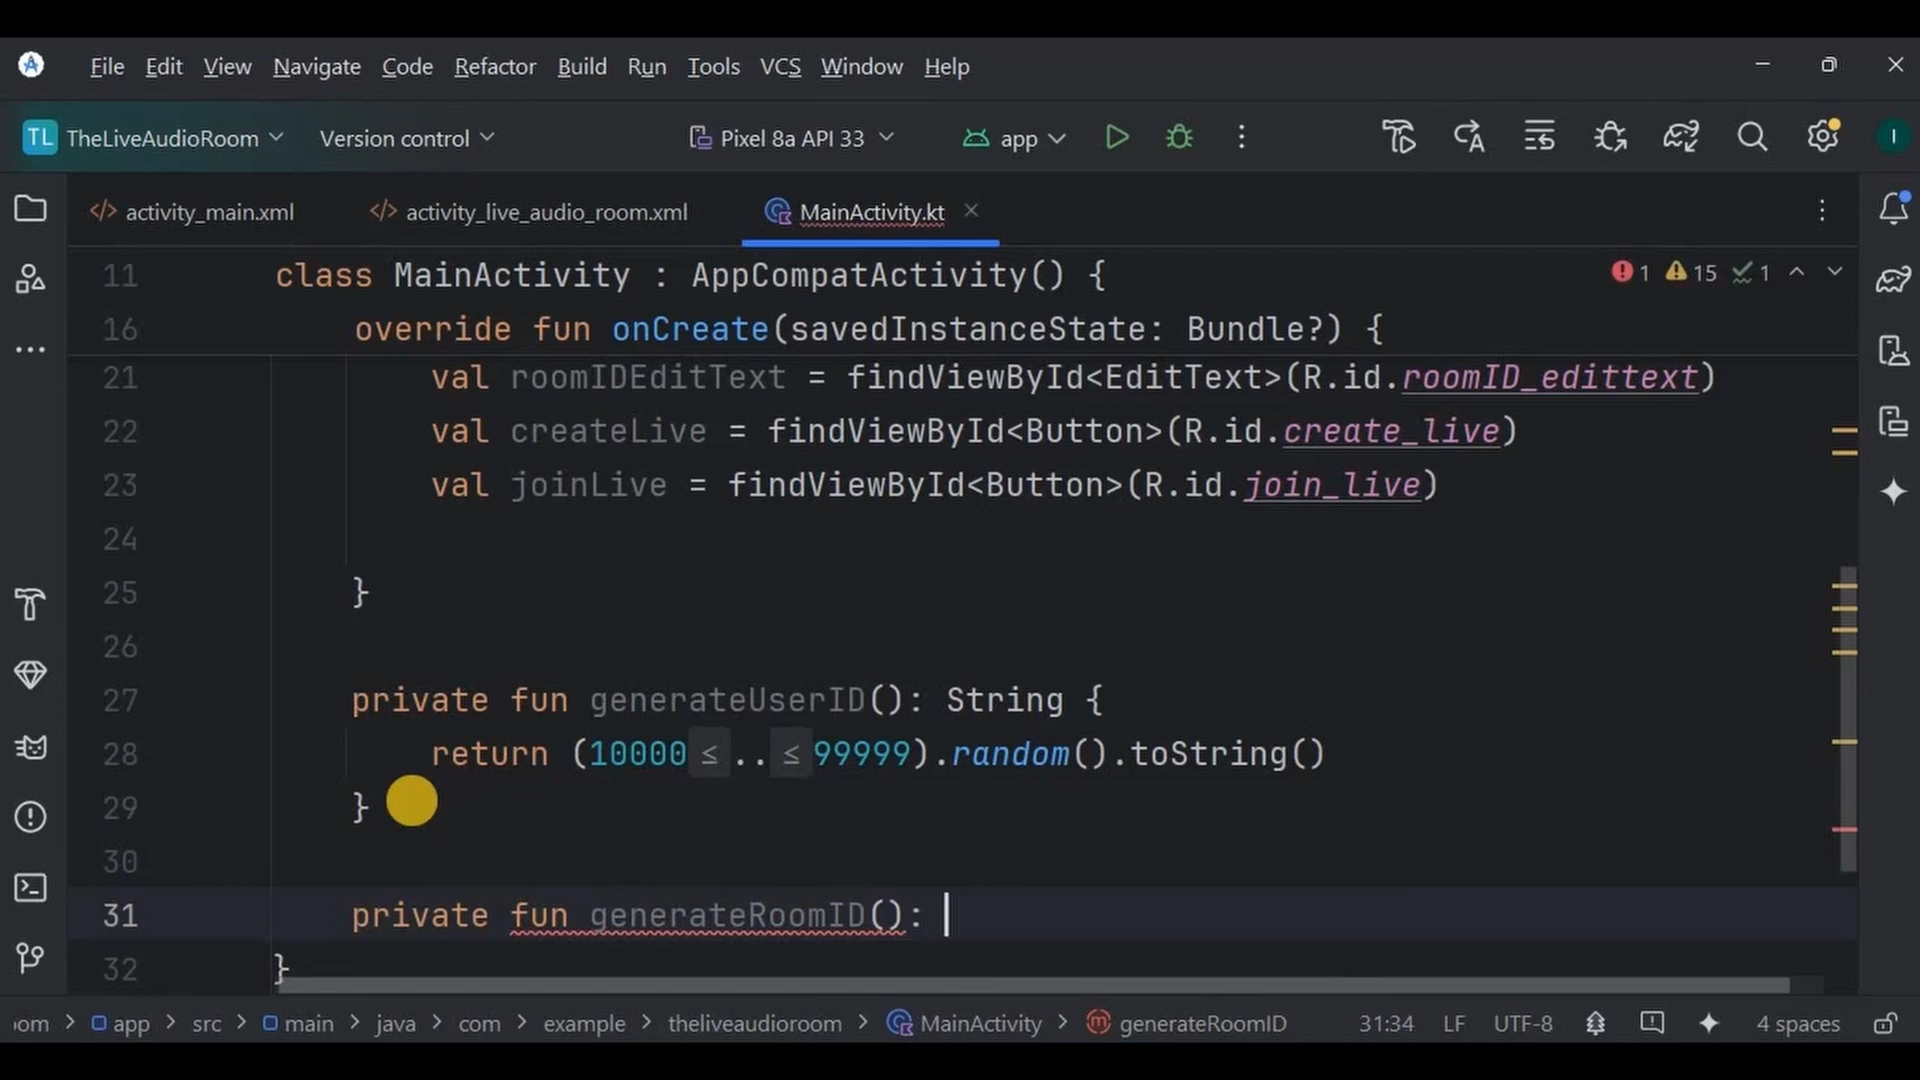 File Edit View Navigate Code Refactor Build Run Tools VCS Window Help
TL TheLiveAudioRoom Version control Pixel 8a API 33 app I
activity_main.xml activity_live_audio_room.xml MainActivity.kt
11 class MainActivity : AppCompatActivity() { 1 15 1
16 override fun onCreate(savedInstanceState: Bundle?) {
21 val roomIDEditText = findViewById<EditText>(R.id.roomID_edittext)
22 val createLive = findViewById<Button>(R.id.create_live)
23 val joinLive = findViewById<Button>(R.id.join_live)
24
25 }
26
27 private fun generateUserID(): String {
28 return (10000≤..≤99999).random().toString()
29 }
30
31 private fun generateRoomID():
32 }
oom > app > src > main > java > com > example > theliveaudioroom > MainActivity > generateRoomID 31:34 LF UTF-8 4 spaces